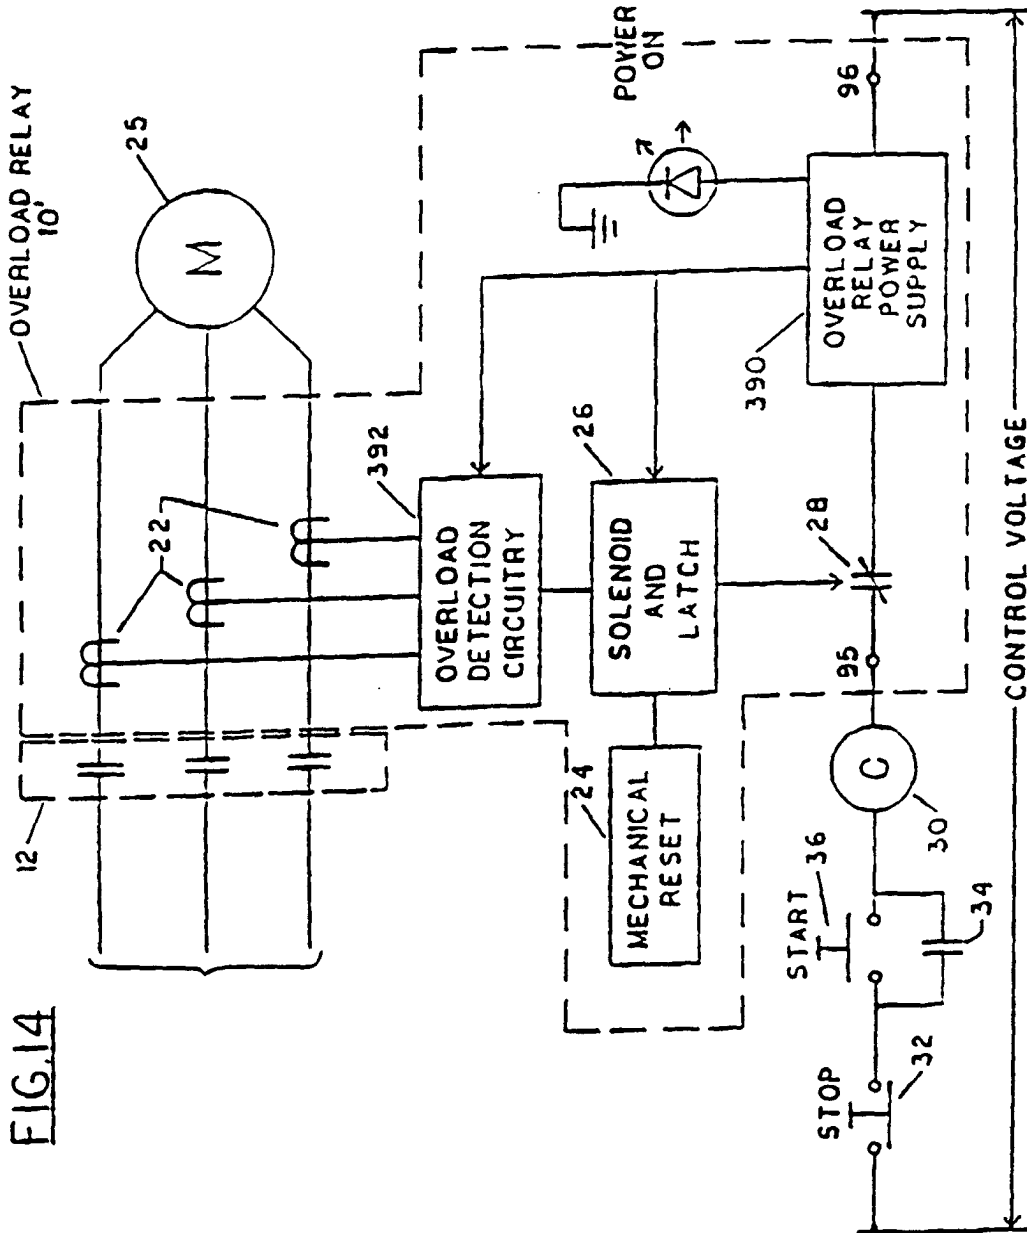 FIG.14
OVERLOAD RELAY
10'
25
M
12
22
392
OVERLOAD
DETECTION
CIRCUITRY
26
SOLENOID
AND
LATCH
24
MECHANICAL
RESET
POWER
ON
390
OVERLOAD
RELAY
POWER
SUPPLY
96
28
95
C
30
START
36
34
STOP
32
CONTROL VOLTAGE